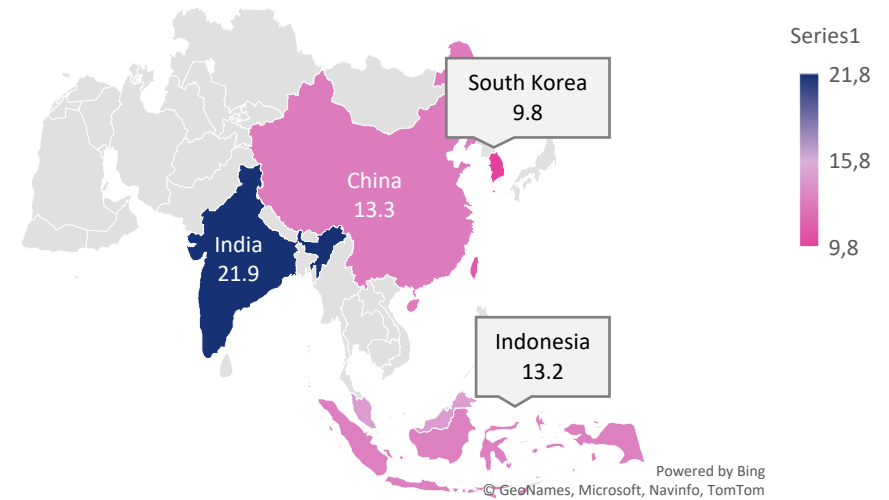 Series1
21,8
15,8
9,8
South Korea
9.8
China
13.3
India
21.9
Indonesia
13.2
Powered by Bing
© GeoNames, Microsoft, Navinfo, TomTom